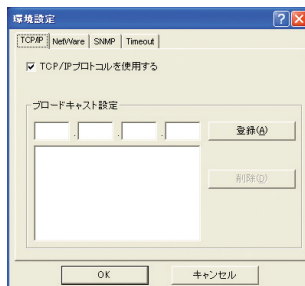 環境設定
TCP/IP NetWare SNMP Timeout
TCP/IPプロトコルを使用する
ブロードキャスト設定
. . . 登録(A)
削除(D)
OK キャンセル